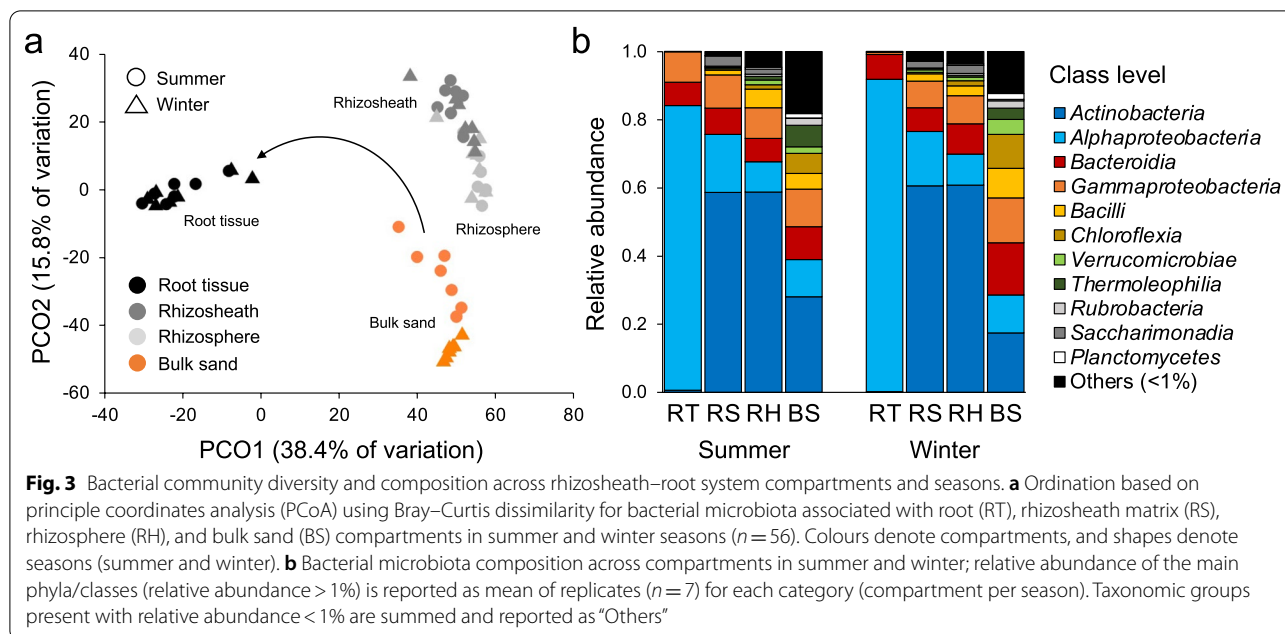 a
40
20
0
-20
-40
-60
PCO2 (15.8% of variation)
Summer
Winter
Rhizosheath
Root tissue
Rhizosphere
Bulk sand
Root tissue
Rhizosheath
Rhizosphere
Bulk sand
-40
-20
0
20
40
60
80
PCO1 (38.4% of variation)
b
1.0
0.8
0.6
0.4
0.2
0.0
Relative abundance
RT RS RH BS
RT RS RH BS
Summer
Winter
Class level
Actinobacteria
Alphaproteobacteria
Bacteroidia
Gammaproteobacteria
Bacilli
Chloroflexia
Verrucomicrobiae
Thermoleophilia
Rubrobacteria
Saccharimonadia
Planctomycetes
Others (<1%)
Fig. 3 Bacterial community diversity and composition across rhizosheath–root system compartments and seasons. a Ordination based on
principle coordinates analysis (PCoA) using Bray–Curtis dissimilarity for bacterial microbiota associated with root (RT), rhizosheath matrix (RS),
rhizosphere (RH), and bulk sand (BS) compartments in summer and winter seasons (n = 56). Colours denote compartments, and shapes denote
seasons (summer and winter). b Bacterial microbiota composition across compartments in summer and winter; relative abundance of the main
phyla/classes (relative abundance > 1%) is reported as mean of replicates (n = 7) for each category (compartment per season). Taxonomic groups
present with relative abundance < 1% are summed and reported as “Others”